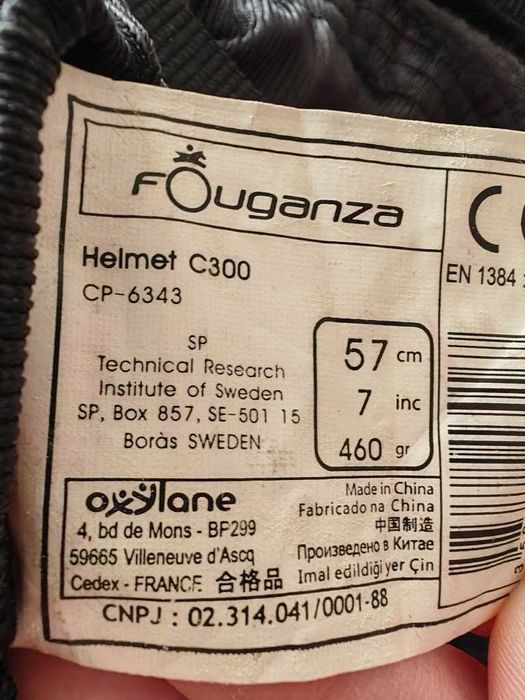 fOuganza
Helmet C300
CP-6343
SP
Technical Research
Institute of Sweden
SP, Box 857, SE-501 15
Boràs SWEDEN
57 cm
7 inc
460 gr
oxylane
4, bd de Mons - BP299
59665 Villeneuve d'Ascq
Cedex - FRANCE 合格品
Made in China
Fabricado na China
中国制造
Произведено в Китае
Imal edildiği yer Çin
CNPJ : 02.314.041/0001-88
EN 1384 :